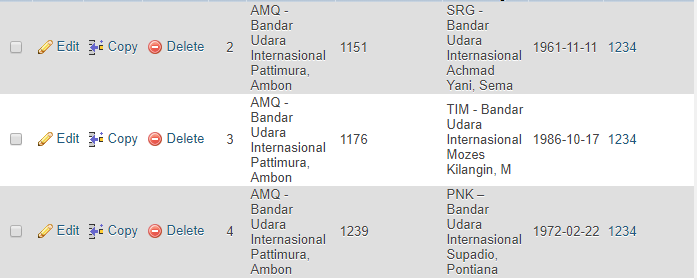 Edit Copy Delete 2 AMQ - Bandar Udara Internasional Pattimura, Ambon 1151 SRG - Bandar Udara Internasional Achmad Yani, Sema 1961-11-11 1234
Edit Copy Delete 3 AMQ - Bandar Udara Internasional Pattimura, Ambon 1176 TIM - Bandar Udara Internasional Mozes Kilangin, M 1986-10-17 1234
Edit Copy Delete 4 AMQ - Bandar Udara Internasional Pattimura, Ambon 1239 PNK – Bandar Udara Internasional Supadio, Pontiana 1972-02-22 1234